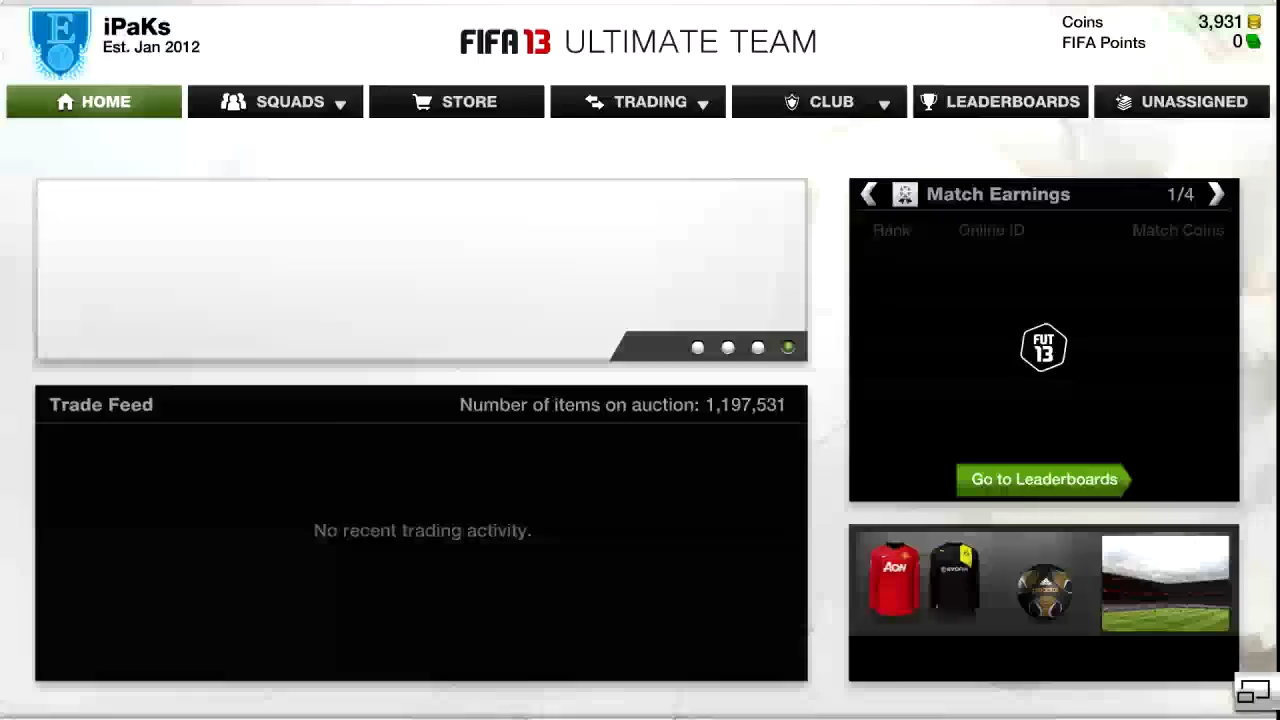 E
iPaKs
Est. Jan 2012
FIFA 13 ULTIMATE TEAM
Coins 3,931
FIFA Points 0
HOME SQUADS STORE TRADING CLUB LEADERBOARDS UNASSIGNED
Match Earnings 1/4
Rank Online ID Match Coins
FUT
13
Go to Leaderboards
Trade Feed Number of items on auction: 1,197,531
No recent trading activity.
AON
adidas